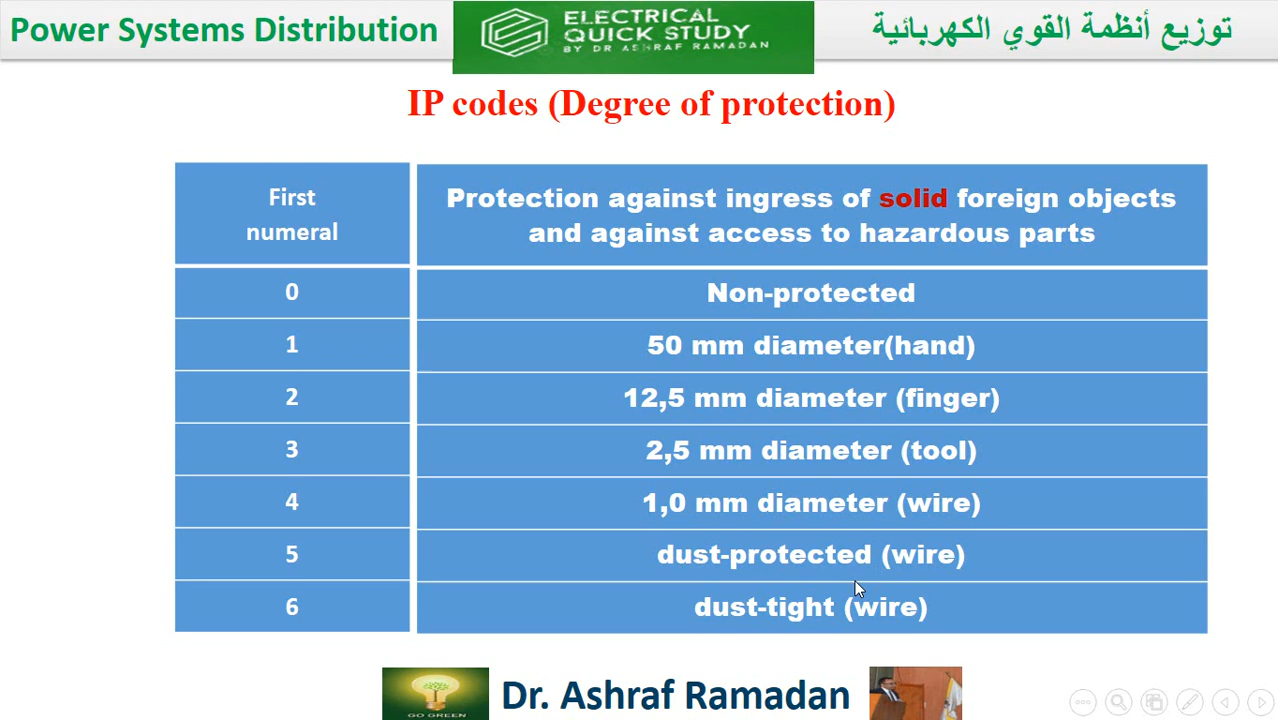 Power Systems Distribution
ELECTRICAL
QUICK STUDY
BY DR ASHRAF RAMADAN
توزيع أنظمة القوي الكهربائية
IP codes (Degree of protection)
First
numeral
Protection against ingress of solid foreign objects
and against access to hazardous parts
0
Non-protected
1
50 mm diameter(hand)
2
12,5 mm diameter (finger)
3
2,5 mm diameter (tool)
4
1,0 mm diameter (wire)
5
dust-protected (wire)
6
dust-tight (wire)
GO GREEN
Dr. Ashraf Ramadan